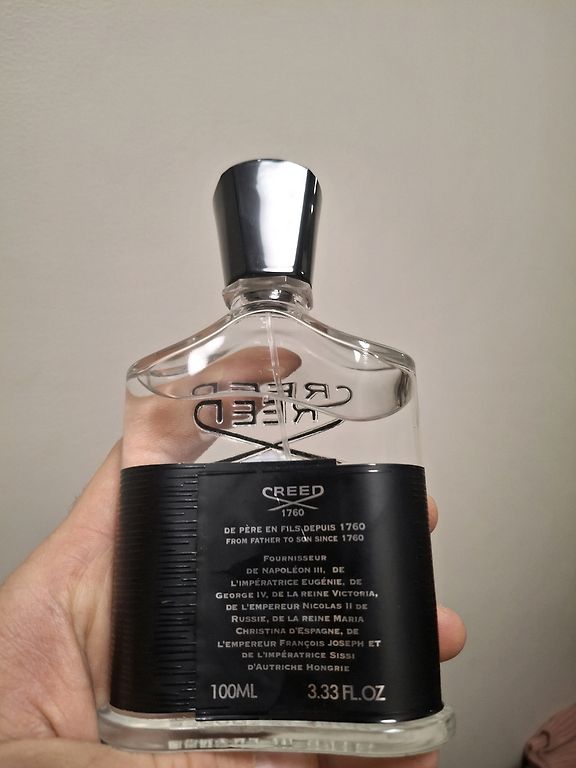 CREED
CREED
CREED
1760
DE PÈRE EN FILS DEPUIS 1760
FROM FATHER TO SON SINCE 1760
FOURNISSEUR
DE NAPOLÉON III, DE
L'IMPÉRATRICE EUGÉNIE, DE
GEORGE IV, DE LA REINE VICTORIA,
DE L'EMPEREUR NICOLAS II DE
RUSSIE, DE LA REINE MARIA
CHRISTINA D'ESPAGNE, DE
L'EMPEREUR FRANÇOIS JOSEPH ET
DE L'IMPÉRATRICE SISSI
D'AUTRICHE HONGRIE
100ML 3.33 FL.OZ